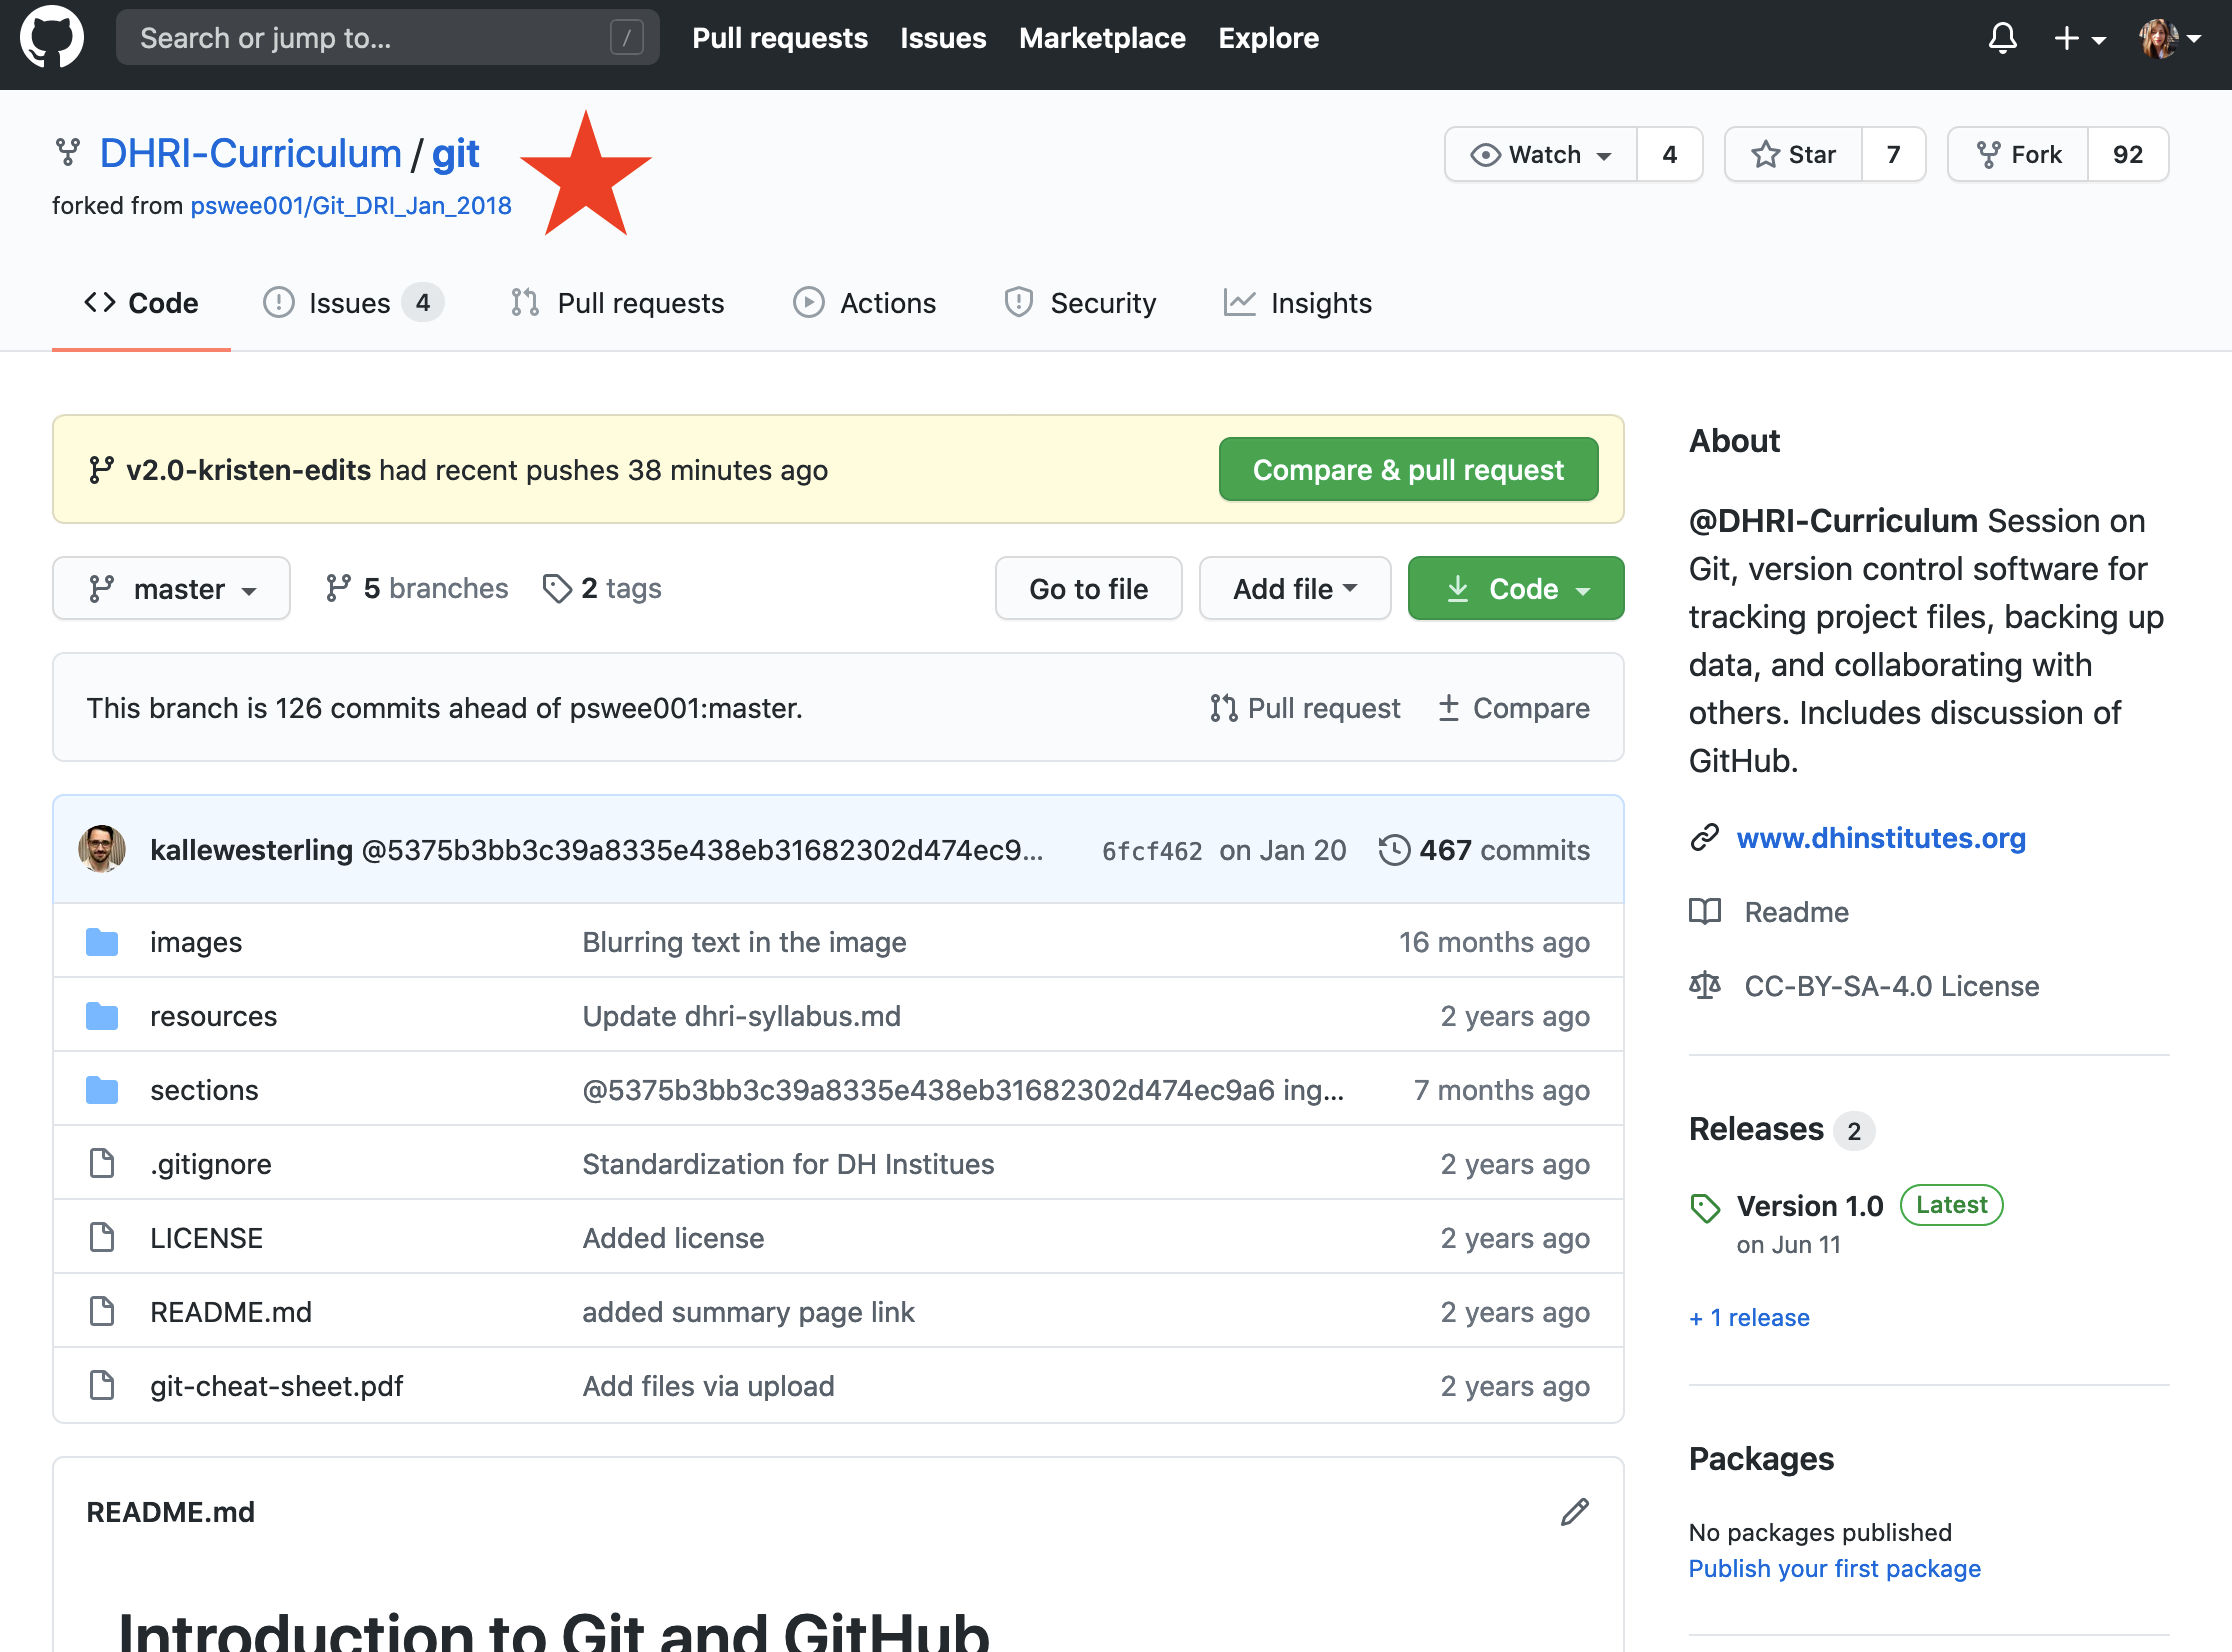 Search or jump to... /
Pull requests Issues Marketplace Explore
DHRI-Curriculum / git
Watch 4 Star 7 Fork 92
forked from pswee001/Git_DRI_Jan_2018
Code Issues 4 Pull requests Actions Security Insights
v2.0-kristen-edits had recent pushes 38 minutes ago
Compare & pull request
master 5 branches 2 tags
Go to file Add file Code
This branch is 126 commits ahead of pswee001:master.
Pull request Compare
kallewesterling @5375b3bb3c39a8335e438eb31682302d474ec9... 6fcf462 on Jan 20 467 commits
images Blurring text in the image 16 months ago
resources Update dhri-syllabus.md 2 years ago
sections @5375b3bb3c39a8335e438eb31682302d474ec9a6 ing... 7 months ago
.gitignore Standardization for DH Institues 2 years ago
LICENSE Added license 2 years ago
README.md added summary page link 2 years ago
git-cheat-sheet.pdf Add files via upload 2 years ago
README.md
Introduction to Git and GitHub
About
@DHRI-Curriculum Session on
Git, version control software for
tracking project files, backing up
data, and collaborating with
others. Includes discussion of
GitHub.
www.dhinstitutes.org
Readme
CC-BY-SA-4.0 License
Releases 2
Version 1.0 Latest
on Jun 11
+ 1 release
Packages
No packages published
Publish your first package